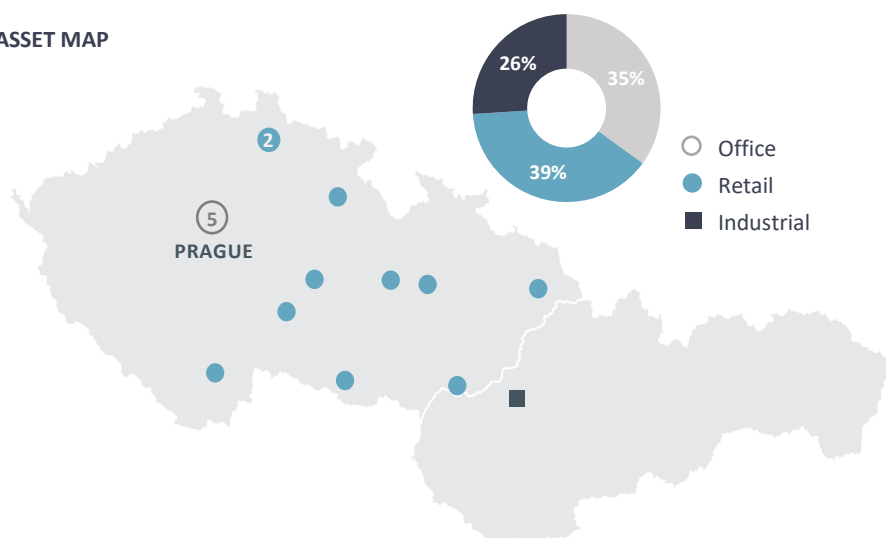 ASSET MAP
26%
35%
39%
Office
Retail
Industrial
2
5
PRAGUE